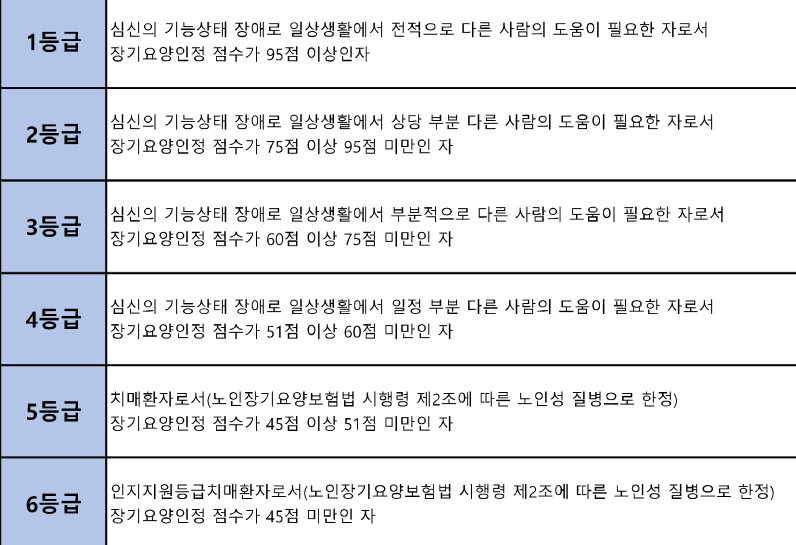 1등급
심신의 기능상태 장애로 일상생활에서 전적으로 다른 사람의 도움이 필요한 자로서
장기요양인정 점수가 95점 이상인자
2등급
심신의 기능상태 장애로 일상생활에서 상당 부분 다른 사람의 도움이 필요한 자로서
장기요양인정 점수가 75점 이상 95점 미만인 자
3등급
심신의 기능상태 장애로 일상생활에서 부분적으로 다른 사람의 도움이 필요한 자로서
장기요양인정 점수가 60점 이상 75점 미만인 자
4등급
심신의 기능상태 장애로 일상생활에서 일정 부분 다른 사람의 도움이 필요한 자로서
장기요양인정 점수가 51점 이상 60점 미만인 자
5등급
치매환자로서(노인장기요양보험법 시행령 제2조에 따른 노인성 질병으로 한정)
장기요양인정 점수가 45점 이상 51점 미만인 자
6등급
인지지원등급치매환자로서(노인장기요양보험법 시행령 제2조에 따른 노인성 질병으로 한정)
장기요양인정 점수가 45점 미만인 자